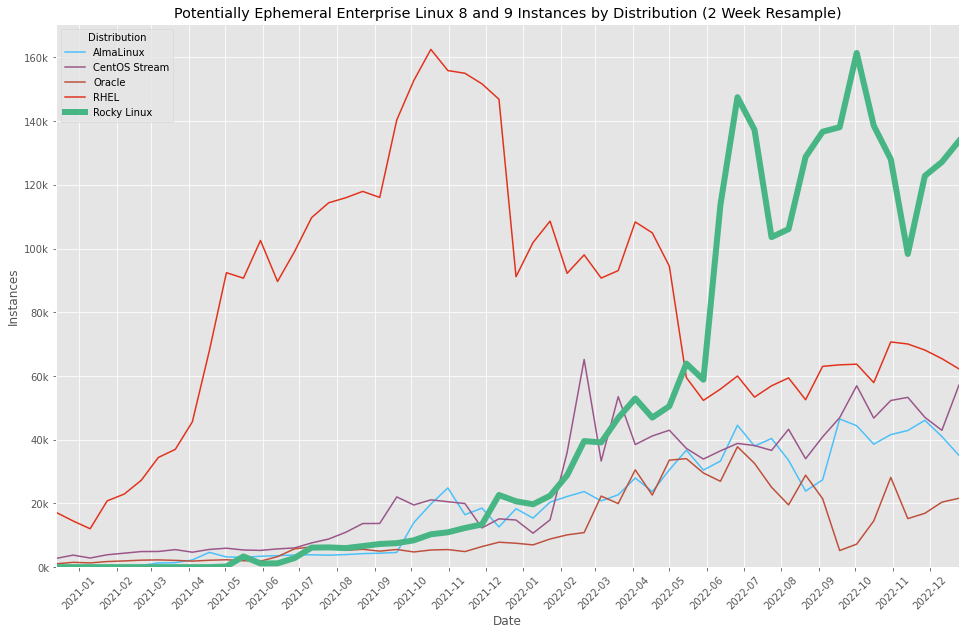 Potentially Ephemeral Enterprise Linux 8 and 9 Instances by Distribution (2 Week Resample)
Distribution
AlmaLinux
CentOS Stream
Oracle
RHEL
Rocky Linux
160k
140k
120k
100k
80k
60k
40k
20k
0k
Instances
2021-01
2021-02
2021-03
2021-04
2021-05
2021-06
2021-07
2021-08
2021-09
2021-10
2021-11
2021-12
2022-01
2022-02
2022-03
2022-04
2022-05
2022-06
2022-07
2022-08
2022-09
2022-10
2022-11
2022-12
Date